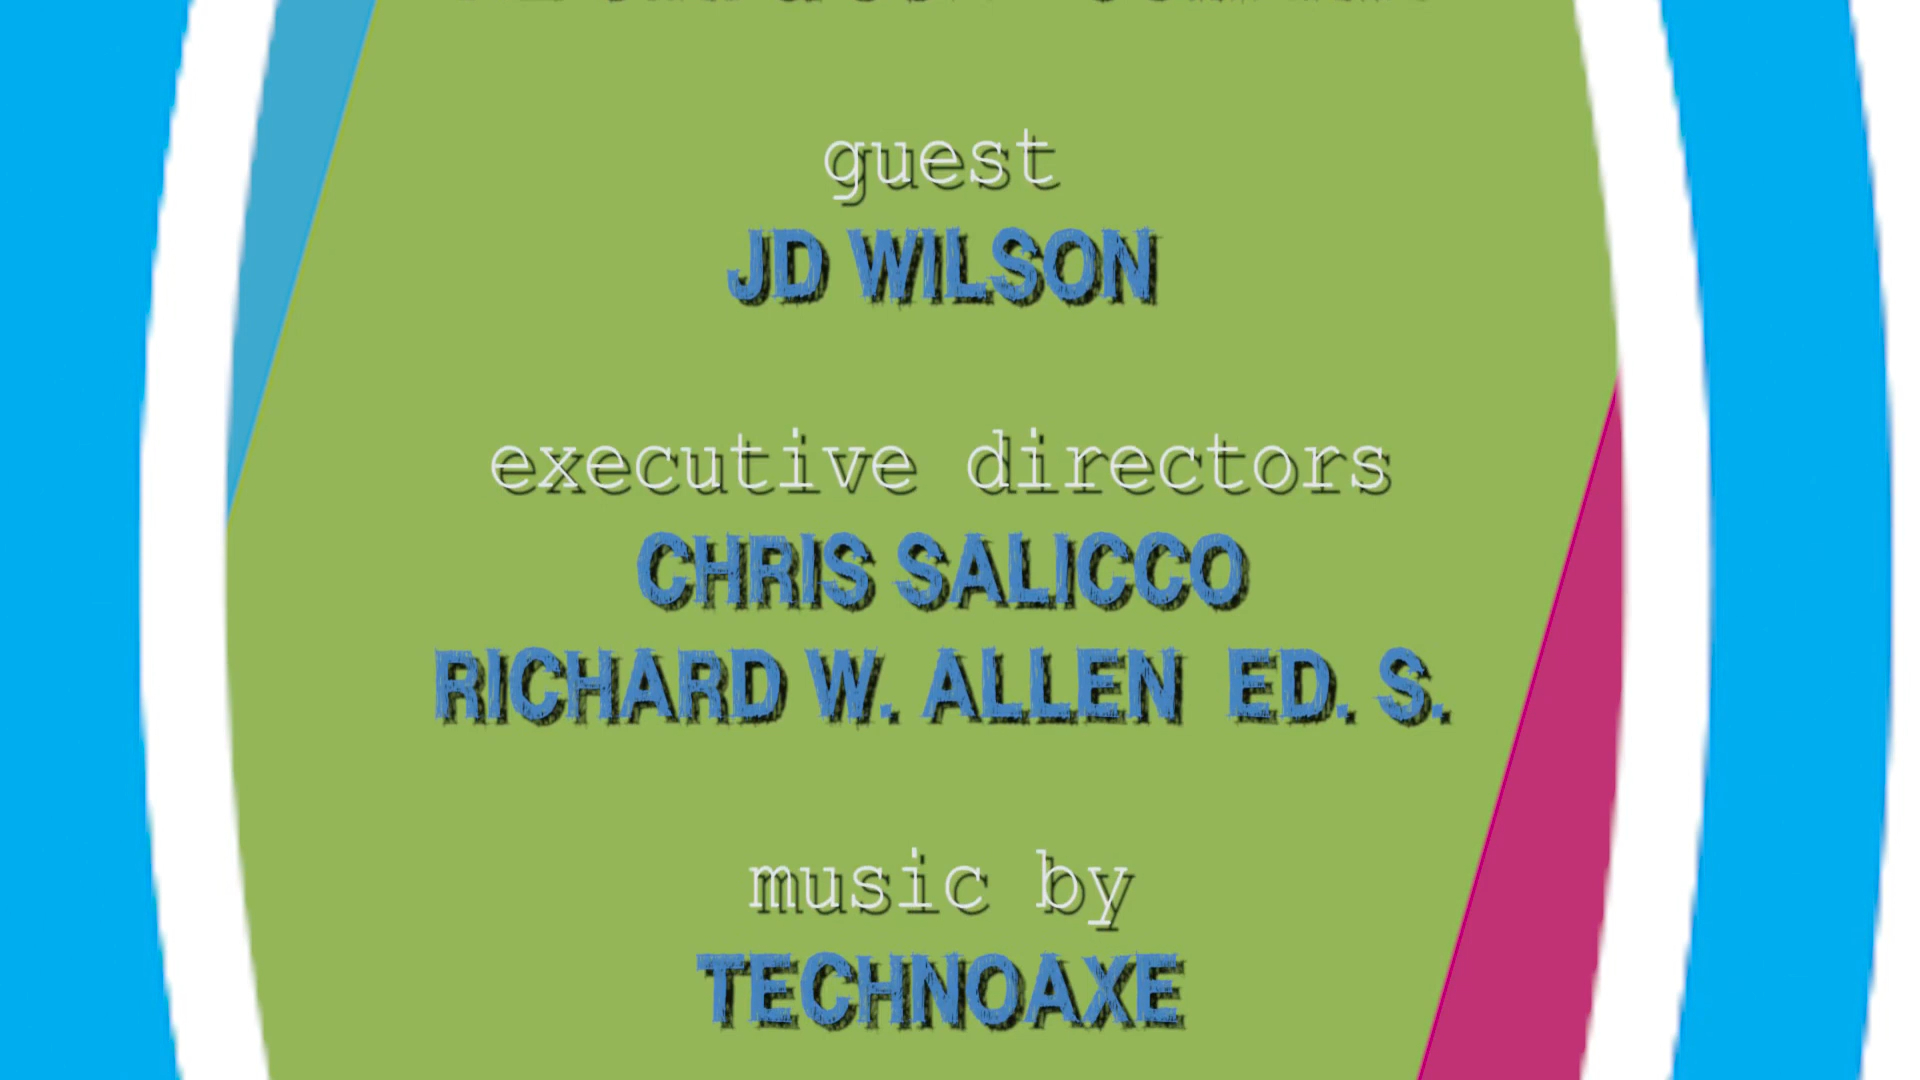 guest
JD WILSON
executive directors
CHRIS SALICCO
RICHARD W. ALLEN ED. S.
music by
TECHNOAXE